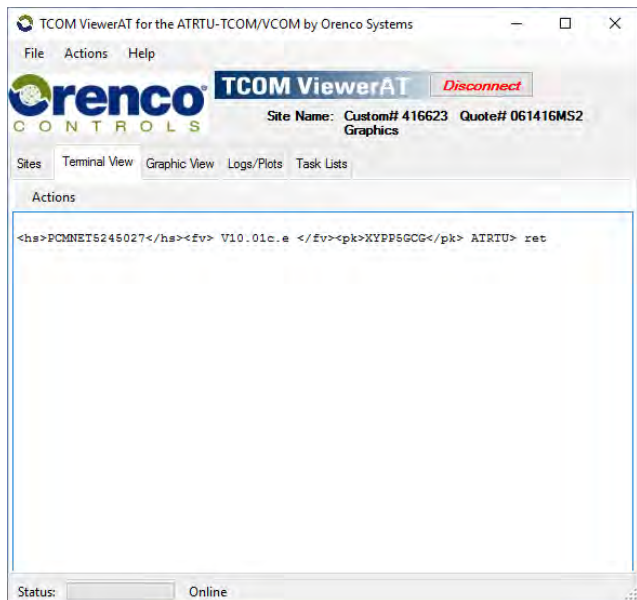 TCOM ViewerAT for the ATRTU-TCOM/VCOM by Orenco Systems
File Actions Help
Orenco
CONTROLS
TCOM ViewerAT Disconnect
Site Name: Custom# 416623 Quote# 061416MS2
Graphics
Sites Terminal View Graphic View Logs/Plots Task Lists
Actions
<hs>PCMNET5245027</hs><fv> V10.01c.e </fv><pk>XYPP5GCG</pk> ATRTU> ret
Status: Online